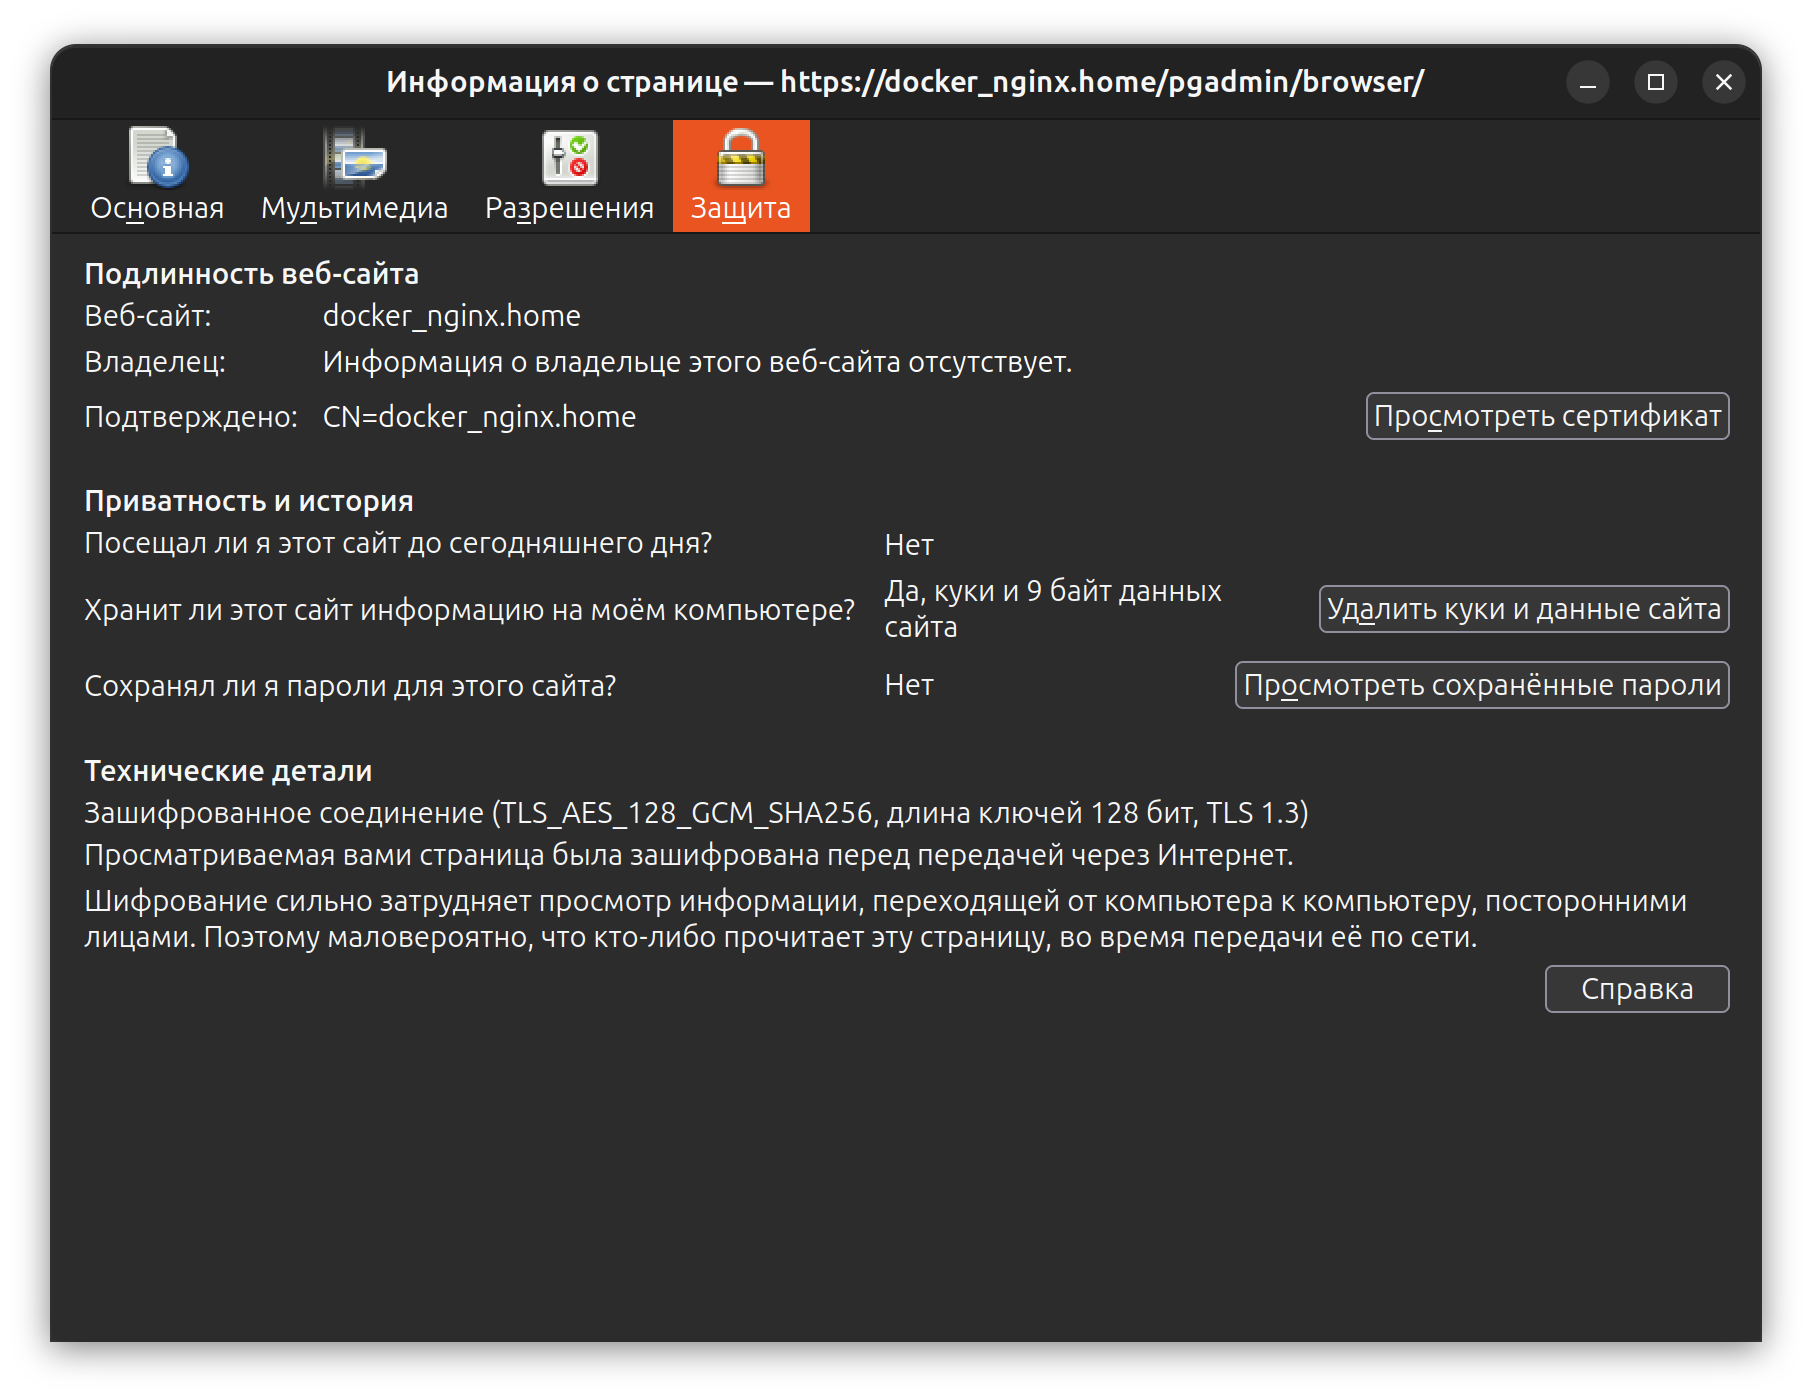 Информация о странице — https://docker_nginx.home/pgadmin/browser/
Основная
Мультимедиа
Разрешения
Защита
Подлинность веб-сайта
Веб-сайт: docker_nginx.home
Владелец: Информация о владельце этого веб-сайта отсутствует.
Подтверждено: CN=docker_nginx.home
Просмотреть сертификат
Приватность и история
Посещал ли я этот сайт до сегодняшнего дня? Нет
Хранит ли этот сайт информацию на моём компьютере?
Да, куки и 9 байт данных
сайта
Удалить куки и данные сайта
Сохранял ли я пароли для этого сайта? Нет
Просмотреть сохранённые пароли
Технические детали
Зашифрованное соединение (TLS_AES_128_GCM_SHA256, длина ключей 128 бит, TLS 1.3)
Просматриваемая вами страница была зашифрована перед передачей через Интернет.
Шифрование сильно затрудняет просмотр информации, переходящей от компьютера к компьютеру, посторонними
лицами. Поэтому маловероятно, что кто-либо прочитает эту страницу, во время передачи её по сети.
Справка